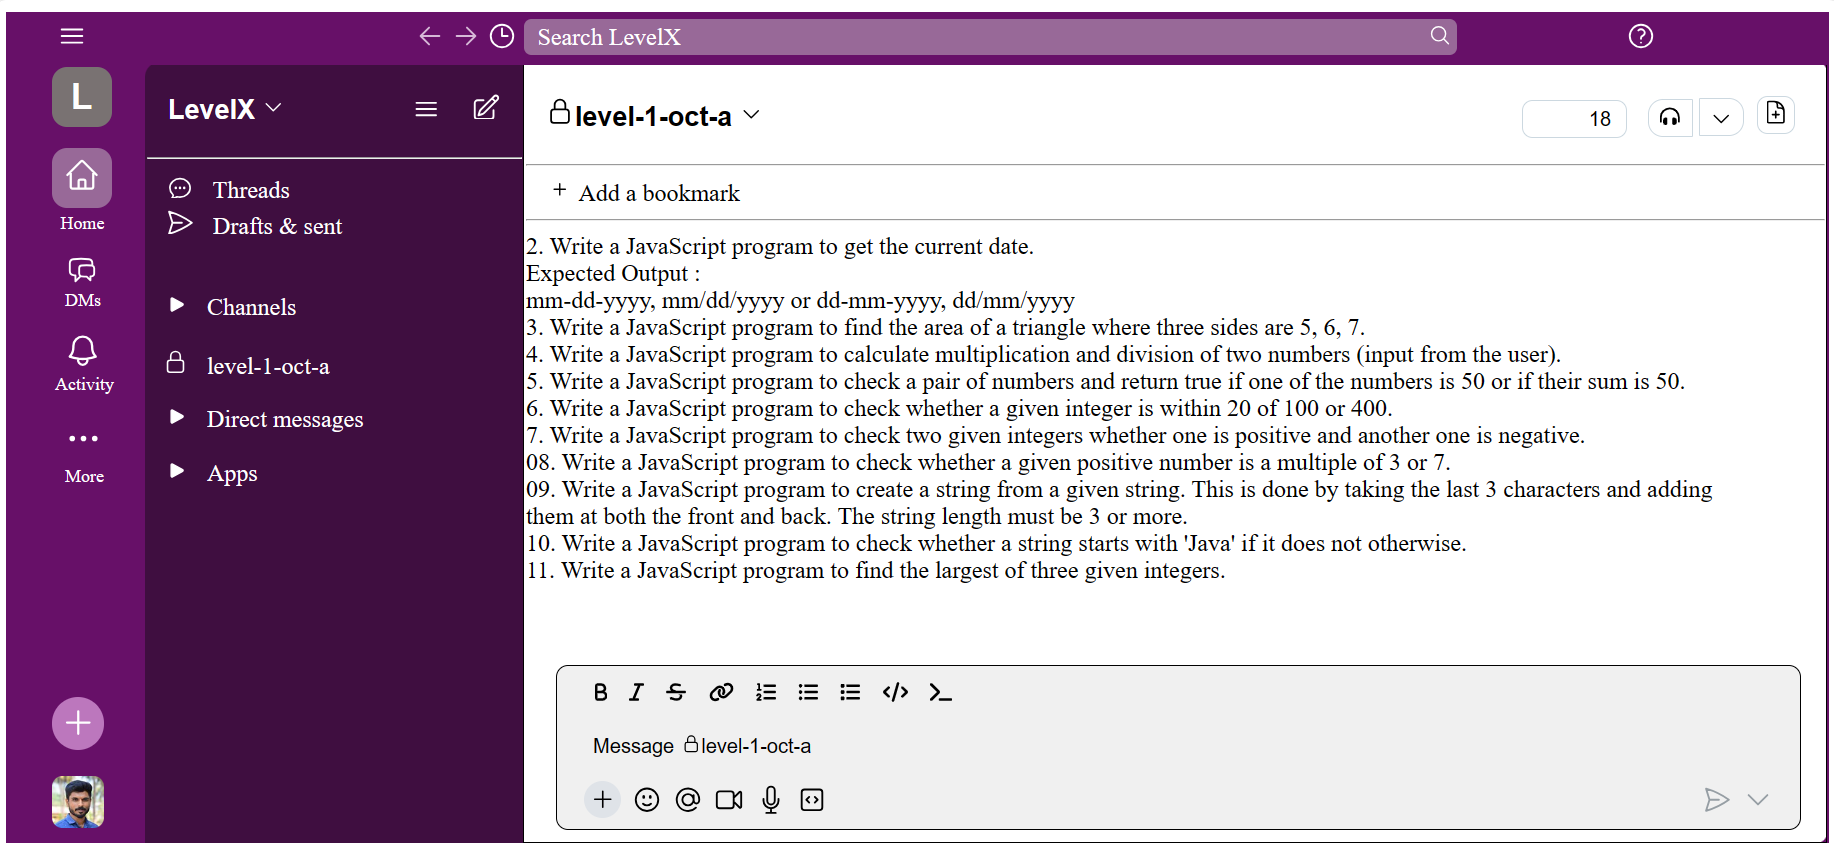 Search LevelX
L
Home
DMs
Activity
More
LevelX
Threads
Drafts & sent
Channels
level-1-oct-a
Direct messages
Apps
level-1-oct-a
18
+ Add a bookmark
2. Write a JavaScript program to get the current date.
Expected Output :
mm-dd-yyyy, mm/dd/yyyy or dd-mm-yyyy, dd/mm/yyyy
3. Write a JavaScript program to find the area of a triangle where three sides are 5, 6, 7.
4. Write a JavaScript program to calculate multiplication and division of two numbers (input from the user).
5. Write a JavaScript program to check a pair of numbers and return true if one of the numbers is 50 or if their sum is 50.
6. Write a JavaScript program to check whether a given integer is within 20 of 100 or 400.
7. Write a JavaScript program to check two given integers whether one is positive and another one is negative.
08. Write a JavaScript program to check whether a given positive number is a multiple of 3 or 7.
09. Write a JavaScript program to create a string from a given string. This is done by taking the last 3 characters and adding
them at both the front and back. The string length must be 3 or more.
10. Write a JavaScript program to check whether a string starts with 'Java' if it does not otherwise.
11. Write a JavaScript program to find the largest of three given integers.
Message level-1-oct-a